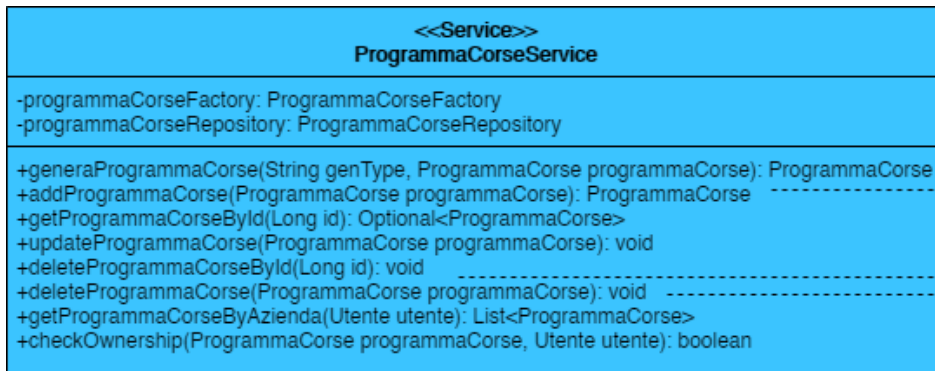 <<Service>>
ProgrammaCorseService
-programmaCorseFactory: ProgrammaCorseFactory
-programmaCorseRepository: ProgrammaCorseRepository
+generaProgrammaCorse(String genType, ProgrammaCorse programmaCorse): ProgrammaCorse
+addProgrammaCorse(ProgrammaCorse programmaCorse): ProgrammaCorse
+getProgrammaCorseById(Long id): Optional<ProgrammaCorse>
+updateProgrammaCorse(ProgrammaCorse programmaCorse): void
+deleteProgrammaCorseById(Long id): void
+deleteProgrammaCorse(ProgrammaCorse programmaCorse): void
+getProgrammaCorseByAzienda(Utente utente): List<ProgrammaCorse>
+checkOwnership(ProgrammaCorse programmaCorse, Utente utente): boolean